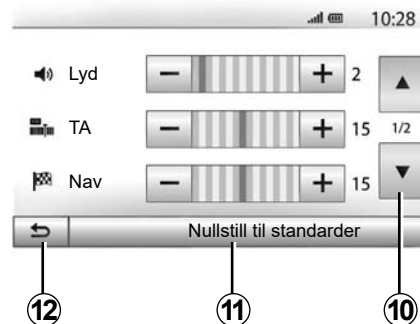 10:28
Lyd 2
TA 15 1/2
Nav 15
Nullstill til standarder
12 11 10